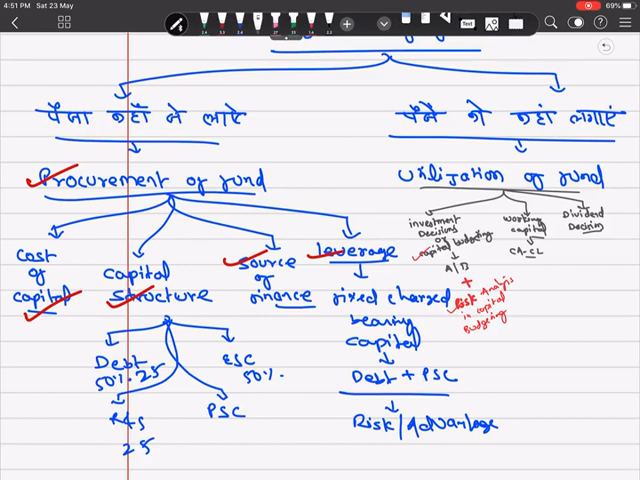 4:51 PM Sat 23 May
69%
पैसा कहाँ से लाऐ
पैसे को कहां लगाएं
Procurement of fund
Utilization of fund
Cost of capital
Capital structure
Source of finance
Leverage
Investment Decisions or capital budgeting
Working capital
Dividend Decision
A/B
CA-CL
+
Risk Analysis in capital Budgeting
fixed charged bearing capital
Debt 50% 25
ESC 50%
R&S
25
PSC
Debt + PSC
Risk/Advantage